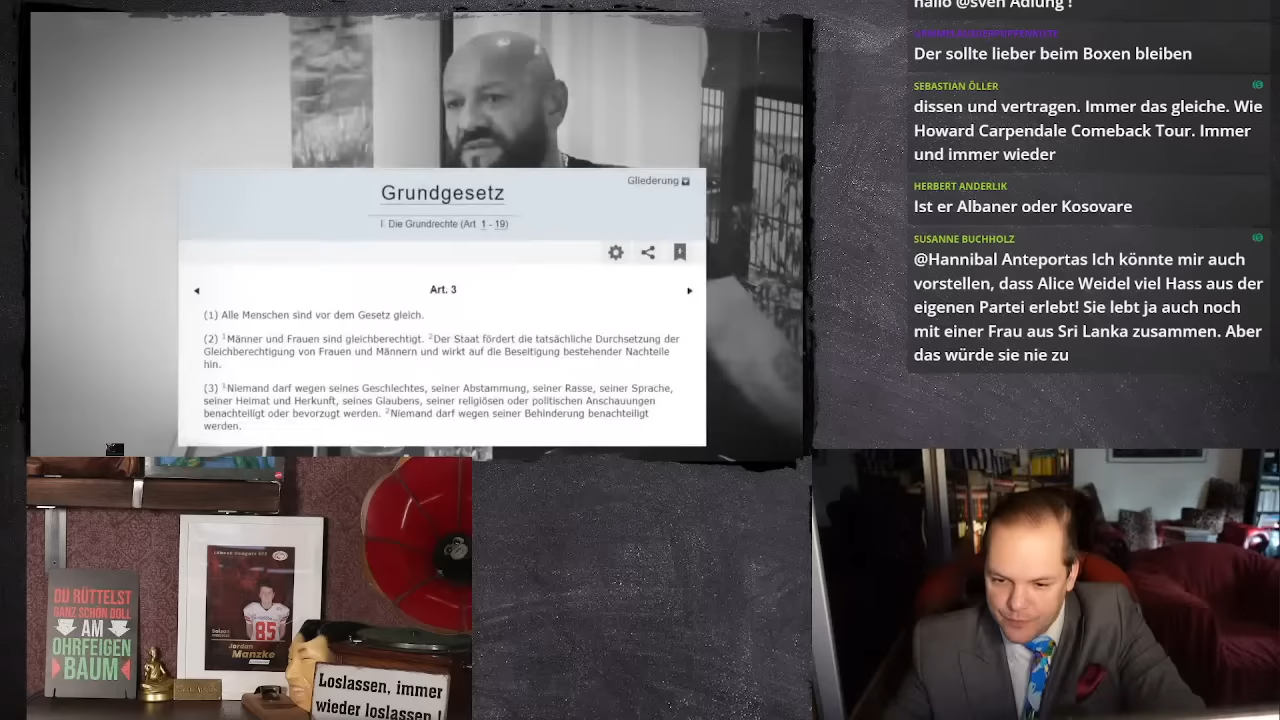 hallo @sven Adlung !
Der sollte lieber beim Boxen bleiben
SEBASTIAN ÖLLER
dissen und vertragen. Immer das gleiche. Wie
Howard Carpendale Comeback Tour. Immer
und immer wieder
HERBERT ANDERLIK
Ist er Albaner oder Kosovare
SUSANNE BUCHHOLZ
@Hannibal Anteportas Ich könnte mir auch
vorstellen, dass Alice Weidel viel Hass aus der
eigenen Partei erlebt! Sie lebt ja auch noch
mit einer Frau aus Sri Lanka zusammen. Aber
das würde sie nie zu
Gliederung
Grundgesetz
I. Die Grundrechte (Art 1 - 19)
Art. 3
(1) Alle Menschen sind vor dem Gesetz gleich.
(2) 1Männer und Frauen sind gleichberechtigt. 2Der Staat fördert die tatsächliche Durchsetzung der
Gleichberechtigung von Frauen und Männern und wirkt auf die Beseitigung bestehender Nachteile
hin.
(3) 1Niemand darf wegen seines Geschlechtes, seiner Abstammung, seiner Rasse, seiner Sprache,
seiner Heimat und Herkunft, seines Glaubens, seiner religiösen oder politischen Anschauungen
benachteiligt oder bevorzugt werden. 2Niemand darf wegen seiner Behinderung benachteiligt
werden.
DU RÜTTELST
GANZ SCHÖN DOLL
AM
OHRFEIGEN
BAUM
85
Jordan
Manzke
Loslassen, immer
wieder loslassen !